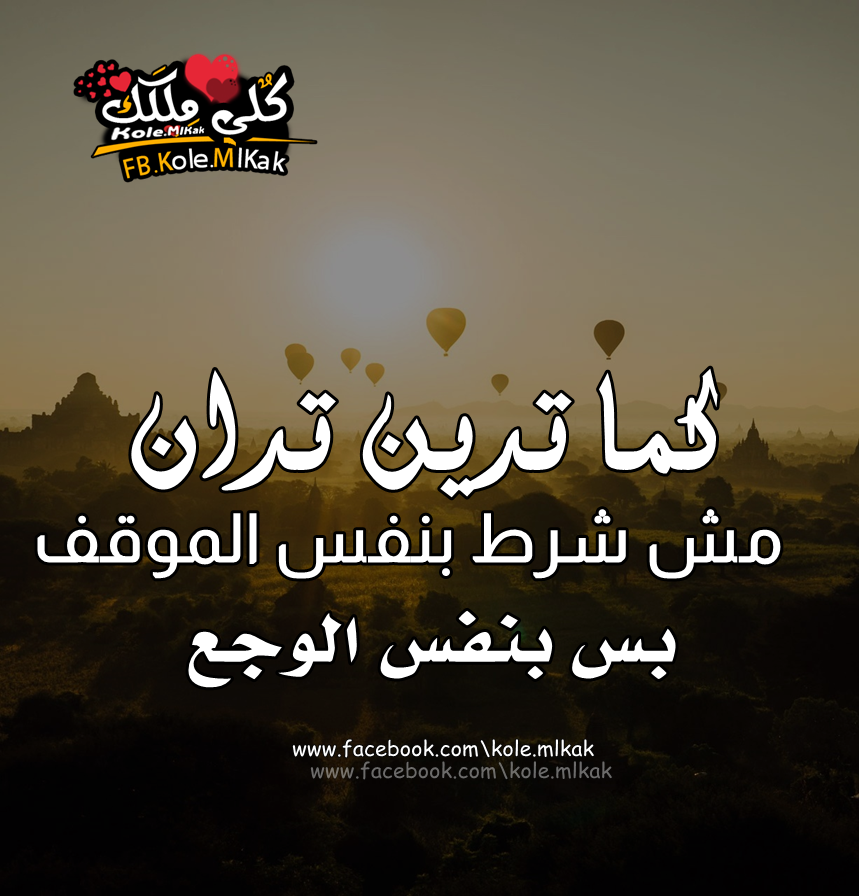 كلي ملكك
Kole.MlKak
FB.Kole.MlKak
كما تدين تدان
مش شرط بنفس الموقف
بس بنفس الوجع
www.facebook.com\kole.mlkak
www.facebook.com\kole.mlkak